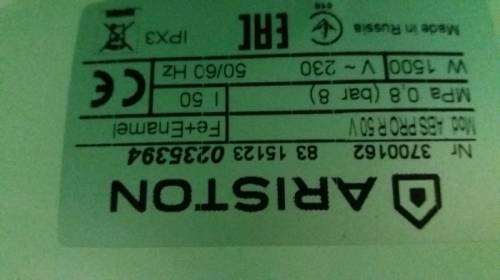 ARISTON
Nr 3700162 83 15123 0235394
Mod. ABS PRO R 50 V Fe+Enamel
MPa 0,8 (bar 8) l 50 CE
W 1500 V ~ 230 50/60 Hz
Made in Russia 018 EAC IPX3